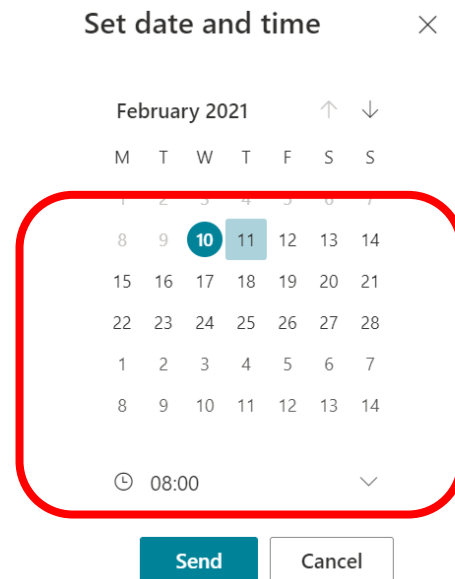 Set date and time
February 2021
M T W T F S S
1 2 3 4 5 6 7
8 9 10 11 12 13 14
15 16 17 18 19 20 21
22 23 24 25 26 27 28
1 2 3 4 5 6 7
8 9 10 11 12 13 14
08:00
Send Cancel